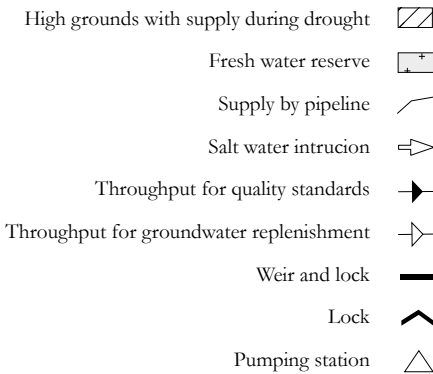 High grounds with supply during drought
Fresh water reserve
Supply by pipeline
Salt water intrucion
Throughput for quality standards
Throughput for groundwater replenishment
Weir and lock
Lock
Pumping station